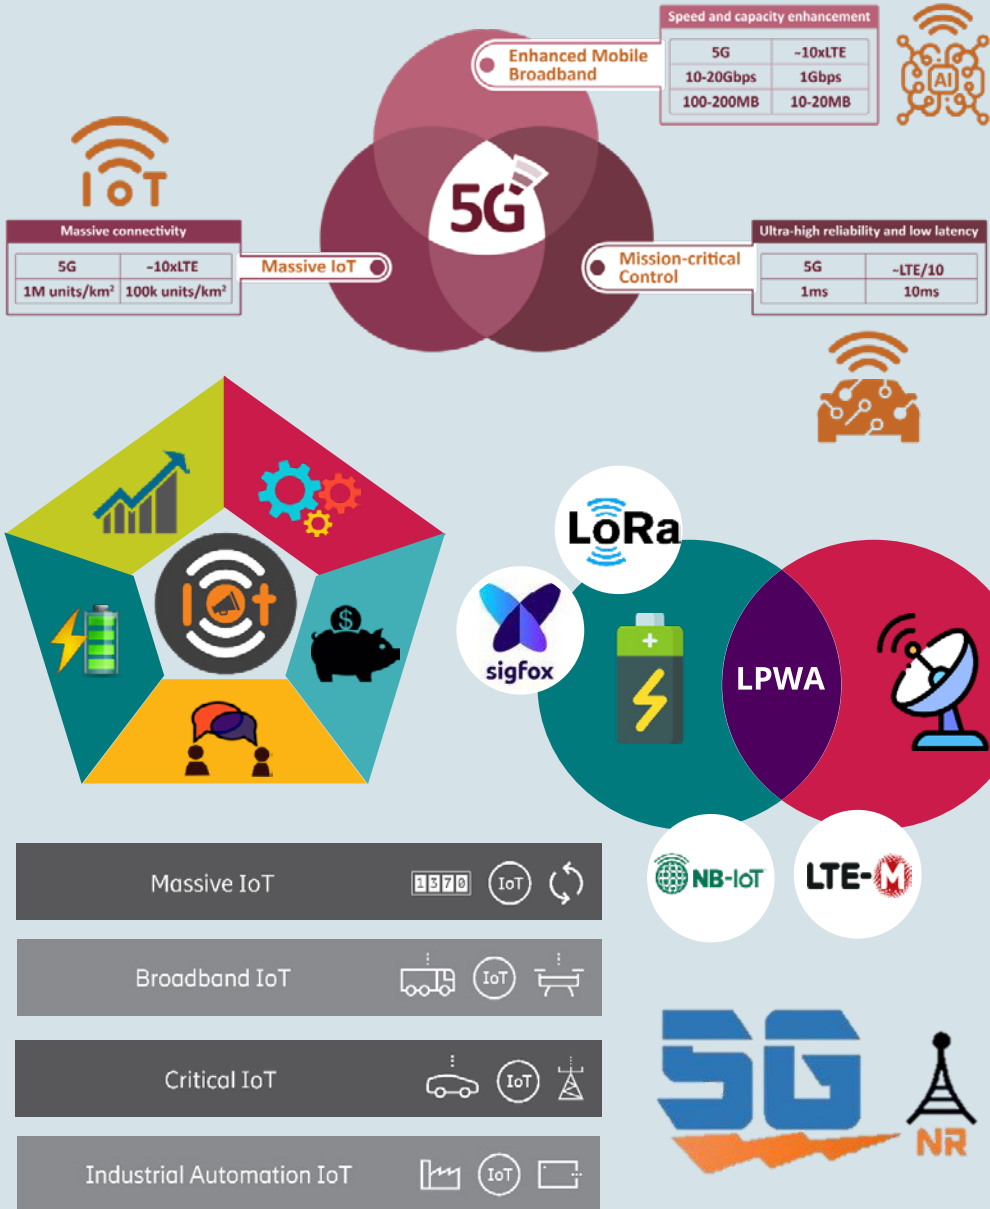 Speed and capacity enhancement
5G ~10xLTE
10-20Gbps 1Gbps
100-200MB 10-20MB
AI
Enhanced Mobile
Broadband
IoT
5G
Massive connectivity
5G ~10xLTE
1M units/km² 100k units/km²
Massive IoT
Mission-critical
Control
Ultra-high reliability and low latency
5G ~LTE/10
1ms 10ms
IOt
$
LoRa
sigfox
LPWA
NB-IoT
LTE-M
Massive IoT 1370 IoT
Broadband IoT IoT
Critical IoT IoT
Industrial Automation IoT IoT
5G
NR